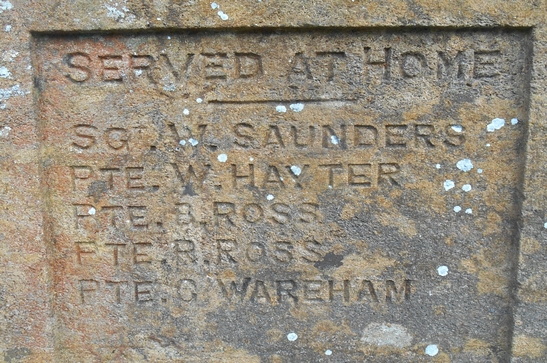 SERVED AT HOME
SGT. W. SAUNDERS.
PTE. W. HAYTER
PTE. B. ROSS.
PTE. R. ROSS.
PTE. G. WAREHAM